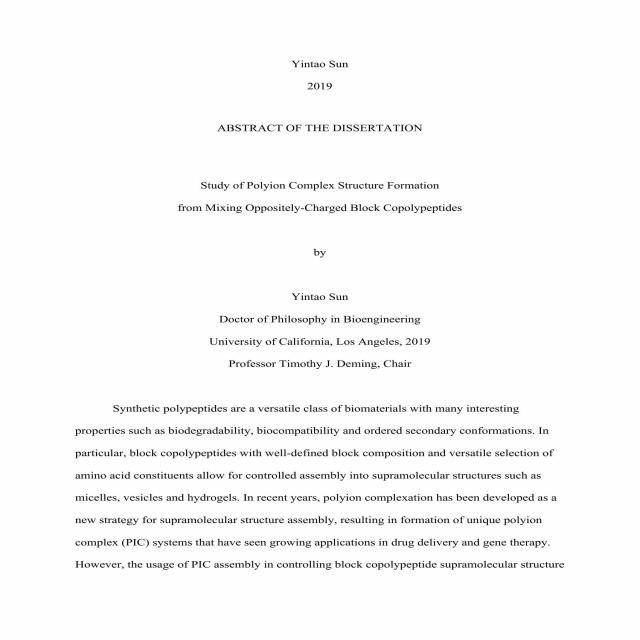 Yintao Sun
2019
ABSTRACT OF THE DISSERTATION
Study of Polyion Complex Structure Formation
from Mixing Oppositely-Charged Block Copolypeptides
by
Yintao Sun
Doctor of Philosophy in Bioengineering
University of California, Los Angeles, 2019
Professor Timothy J. Deming, Chair
Synthetic polypeptides are a versatile class of biomaterials with many interesting
properties such as biodegradability, biocompatibility and ordered secondary conformations. In
particular, block copolypeptides with well-defined block composition and versatile selection of
amino acid constituents allow for controlled assembly into supramolecular structures such as
micelles, vesicles and hydrogels. In recent years, polyion complexation has been developed as a
new strategy for supramolecular structure assembly, resulting in formation of unique polyion
complex (PIC) systems that have seen growing applications in drug delivery and gene therapy.
However, the usage of PIC assembly in controlling block copolypeptide supramolecular structure